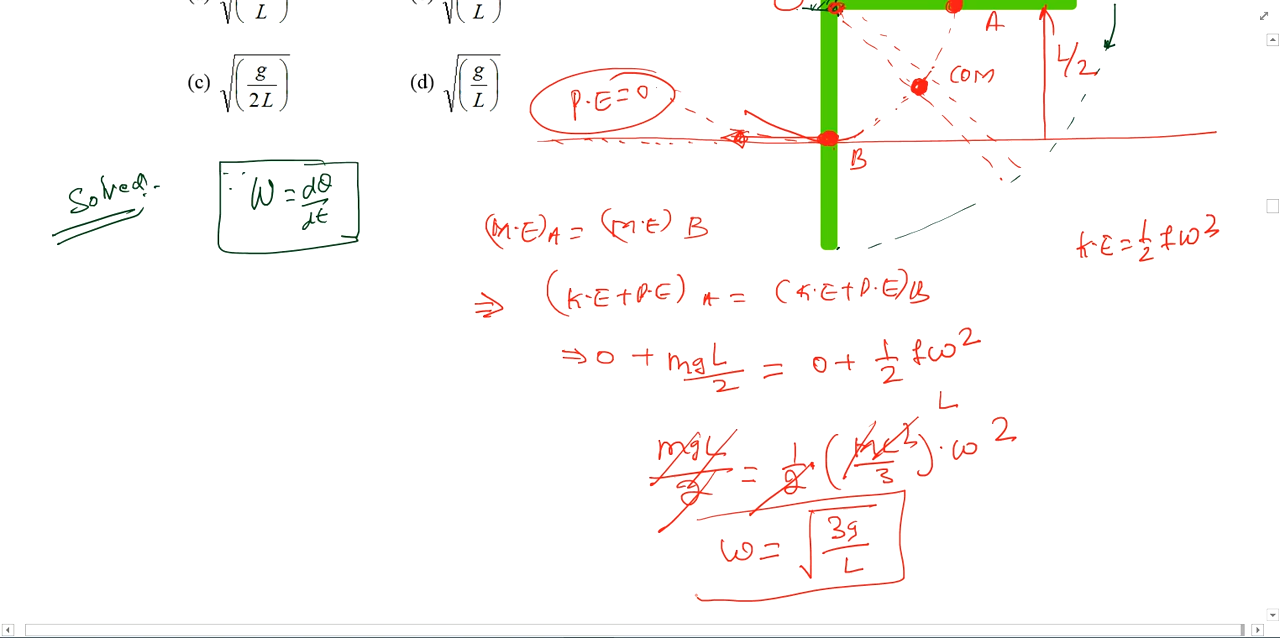 √( / L) √( / L)
(c) √(g/2L) (d) √(g/L)
A
L/2
COM
P.E=0
B
Solved.
∵ W = dθ/dt
(M.E)A = (M.E) B
K.E = 1/2 Iω3
⇒ (K.E+P.E) A = (K.E+P.E)B
⇒ 0 + mgL/2 = 0 + 1/2 Iω2
L
mgL/2 = 1/2 (mL2/3).ω2
ω = √(3g/L)